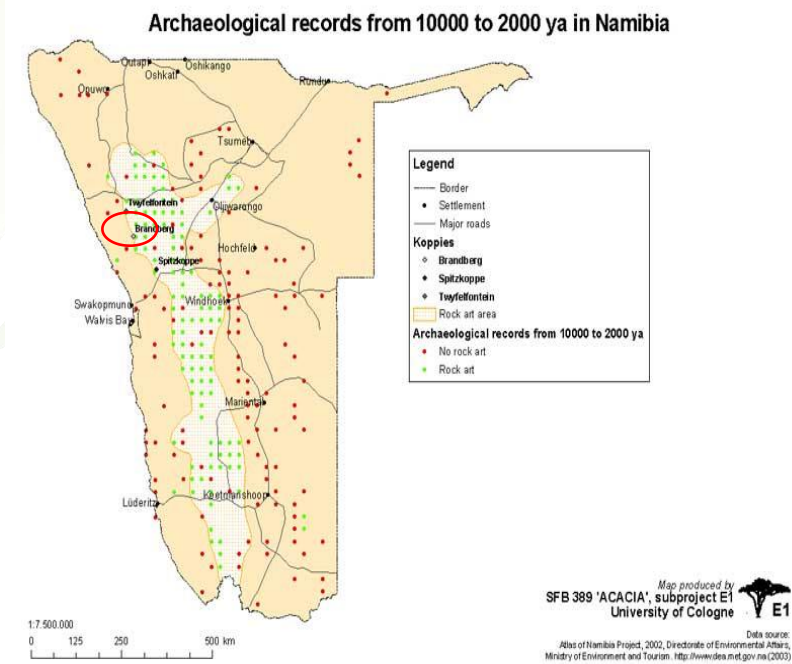 Archaeological records from 10000 to 2000 ya in Namibia
Outapi
Oshikango
Oshkati
Opuwo
Rundu
Tsumeb
Twyfelfontein
Otjiwarongo
Brandberg
Hochfeld
Spitzkoppe
Swakopmund
Windhoek
Walvis Bay
Mariental
Keetmanshoop
Lüderitz
Legend
Border
Settlement
Major roads
Koppies
Brandberg
Spitzkoppe
Twyfelfontein
Rock art area
Archaeological records from 10000 to 2000 ya
No rock art
Rock art
1:7.500.000
0 125 250 500 km
Map produced by
SFB 389 'ACACIA', subproject E1
University of Cologne
E1
Data source:
Atlas of Namibia Project, 2002, Directorate of Environmental Affairs,
Ministry of Environment and Tourism. http://www.dea.met.gov.na (2003)